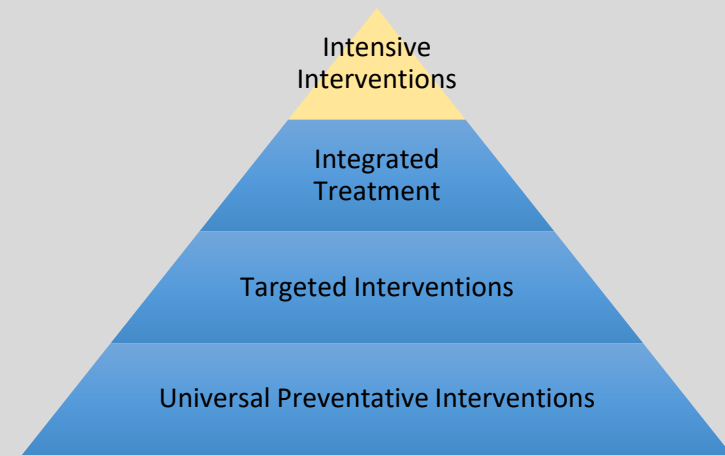 Intensive
Interventions
Integrated
Treatment
Targeted Interventions
Universal Preventative Interventions